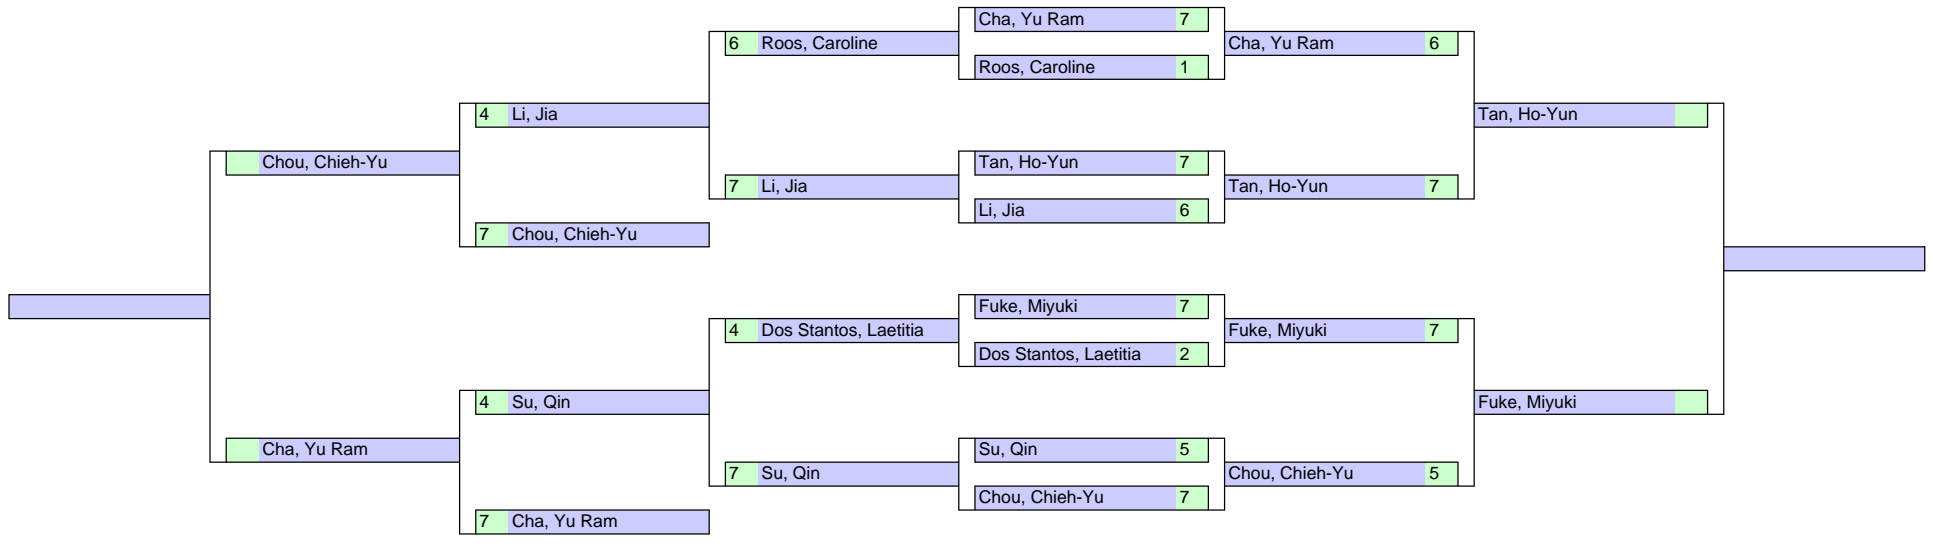 Cha, Yu Ram 7
6 Roos, Caroline
Cha, Yu Ram 6
Roos, Caroline 1
4 Li, Jia
Tan, Ho-Yun
Chou, Chieh-Yu
Tan, Ho-Yun 7
7 Li, Jia
Tan, Ho-Yun 7
Li, Jia 6
7 Chou, Chieh-Yu
Fuke, Miyuki 7
4 Dos Stantos, Laetitia
Fuke, Miyuki 7
Dos Stantos, Laetitia 2
4 Su, Qin
Fuke, Miyuki
Cha, Yu Ram
Su, Qin 5
7 Su, Qin
Chou, Chieh-Yu 5
Chou, Chieh-Yu 7
7 Cha, Yu Ram